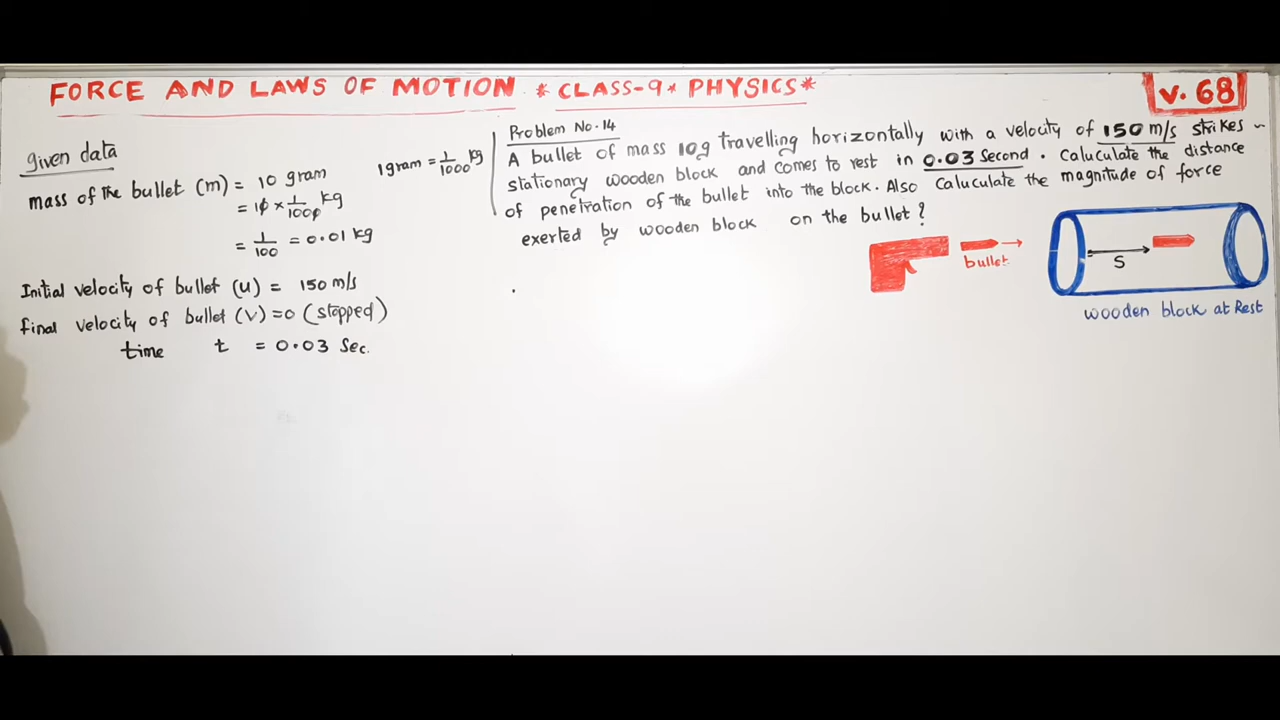 FORCE AND LAWS OF MOTION * CLASS-9 * PHYSICS *
v. 68
given data
mass of the bullet (m) = 10 gram
= 10 × 1/1000 kg
= 1/100 = 0.01 kg
1 gram = 1/1000 kg
Initial velocity of bullet (u) = 150 m/s
final velocity of bullet (v) = 0 (stopped)
time t = 0.03 Sec.
Problem No. 14
A bullet of mass 10g travelling horizontally with a velocity of 150 m/s strikes ~
stationary wooden block and comes to rest in 0.03 Second. Caluculate the distance
of penetration of the bullet into the block. Also Caluculate the magnitude of force
exerted by wooden block on the bullet?
bullet
S
wooden block at Rest